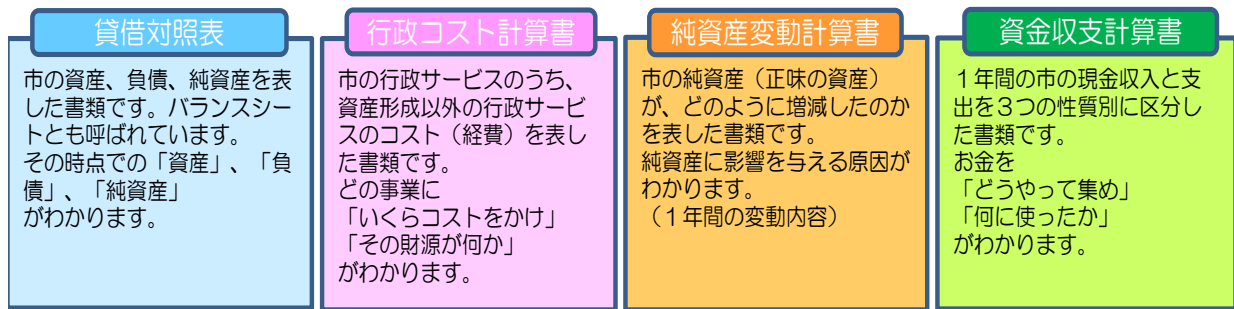 貸借対照表
市の資産、負債、純資産を表
した書類です。バランスシー
トとも呼ばれています。
その時点での「資産」、「負
債」、「純資産」
がわかります。
行政コスト計算書
市の行政サービスのうち、
資産形成以外の行政サービ
スのコスト（経費）を表し
た書類です。
どの事業に
「いくらコストをかけ」
「その財源が何か」
がわかります。
純資産変動計算書
市の純資産（正味の資産）
が、どのように増減したのか
を表した書類です。
純資産に影響を与える原因が
わかります。
（１年間の変動内容）
資金収支計算書
１年間の市の現金収入と支
出を３つの性質別に区分し
た書類です。
お金を
「どうやって集め」
「何に使ったか」
がわかります。